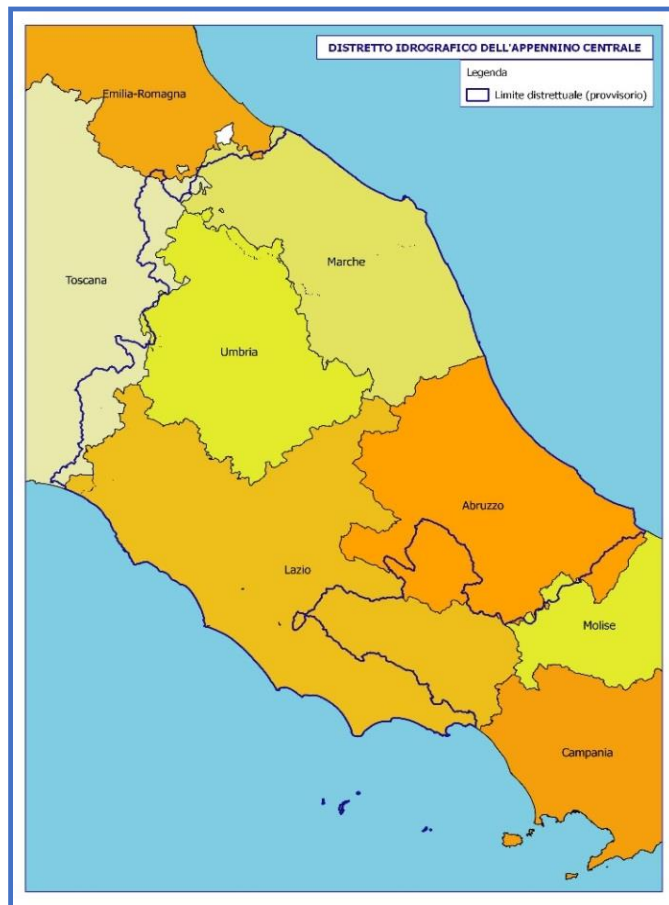 DISTRETTO IDROGRAFICO DELL'APPENNINO CENTRALE
Legenda
Limite distrettuale (provvisorio)
Emilia-Romagna
Toscana
Marche
Umbria
Abruzzo
Lazio
Molise
Campania